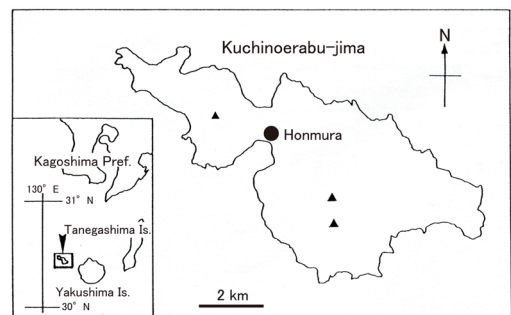 Kuchinoerabu-jima
N
Honmura
Kagoshima Pref.
130° E
31° N
Tanegashima Is.
Yakushima Is.
30° N
2 km